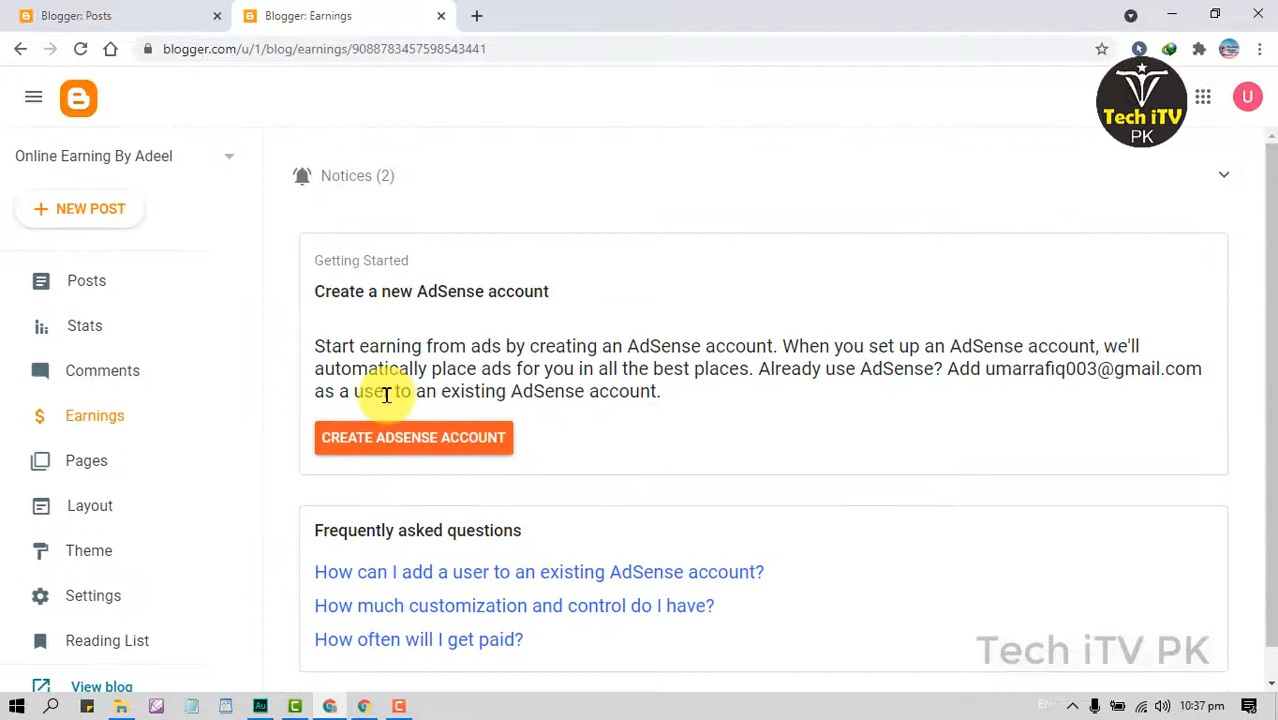 Blogger: Posts
Blogger: Earnings
blogger.com/u/1/blog/earnings/9088783457598543441
Tech iTV
PK
U
Online Earning By Adeel
NEW POST
Posts
Stats
Comments
Earnings
Pages
Layout
Theme
Settings
Reading List
View blog
Notices (2)
Getting Started
Create a new AdSense account
Start earning from ads by creating an AdSense account. When you set up an AdSense account, we'll
automatically place ads for you in all the best places. Already use AdSense? Add umarrafiq003@gmail.com
as a user to an existing AdSense account.
CREATE ADSENSE ACCOUNT
Frequently asked questions
How can I add a user to an existing AdSense account?
How much customization and control do I have?
How often will I get paid?
Tech iTV PK
Au
10:37 pm